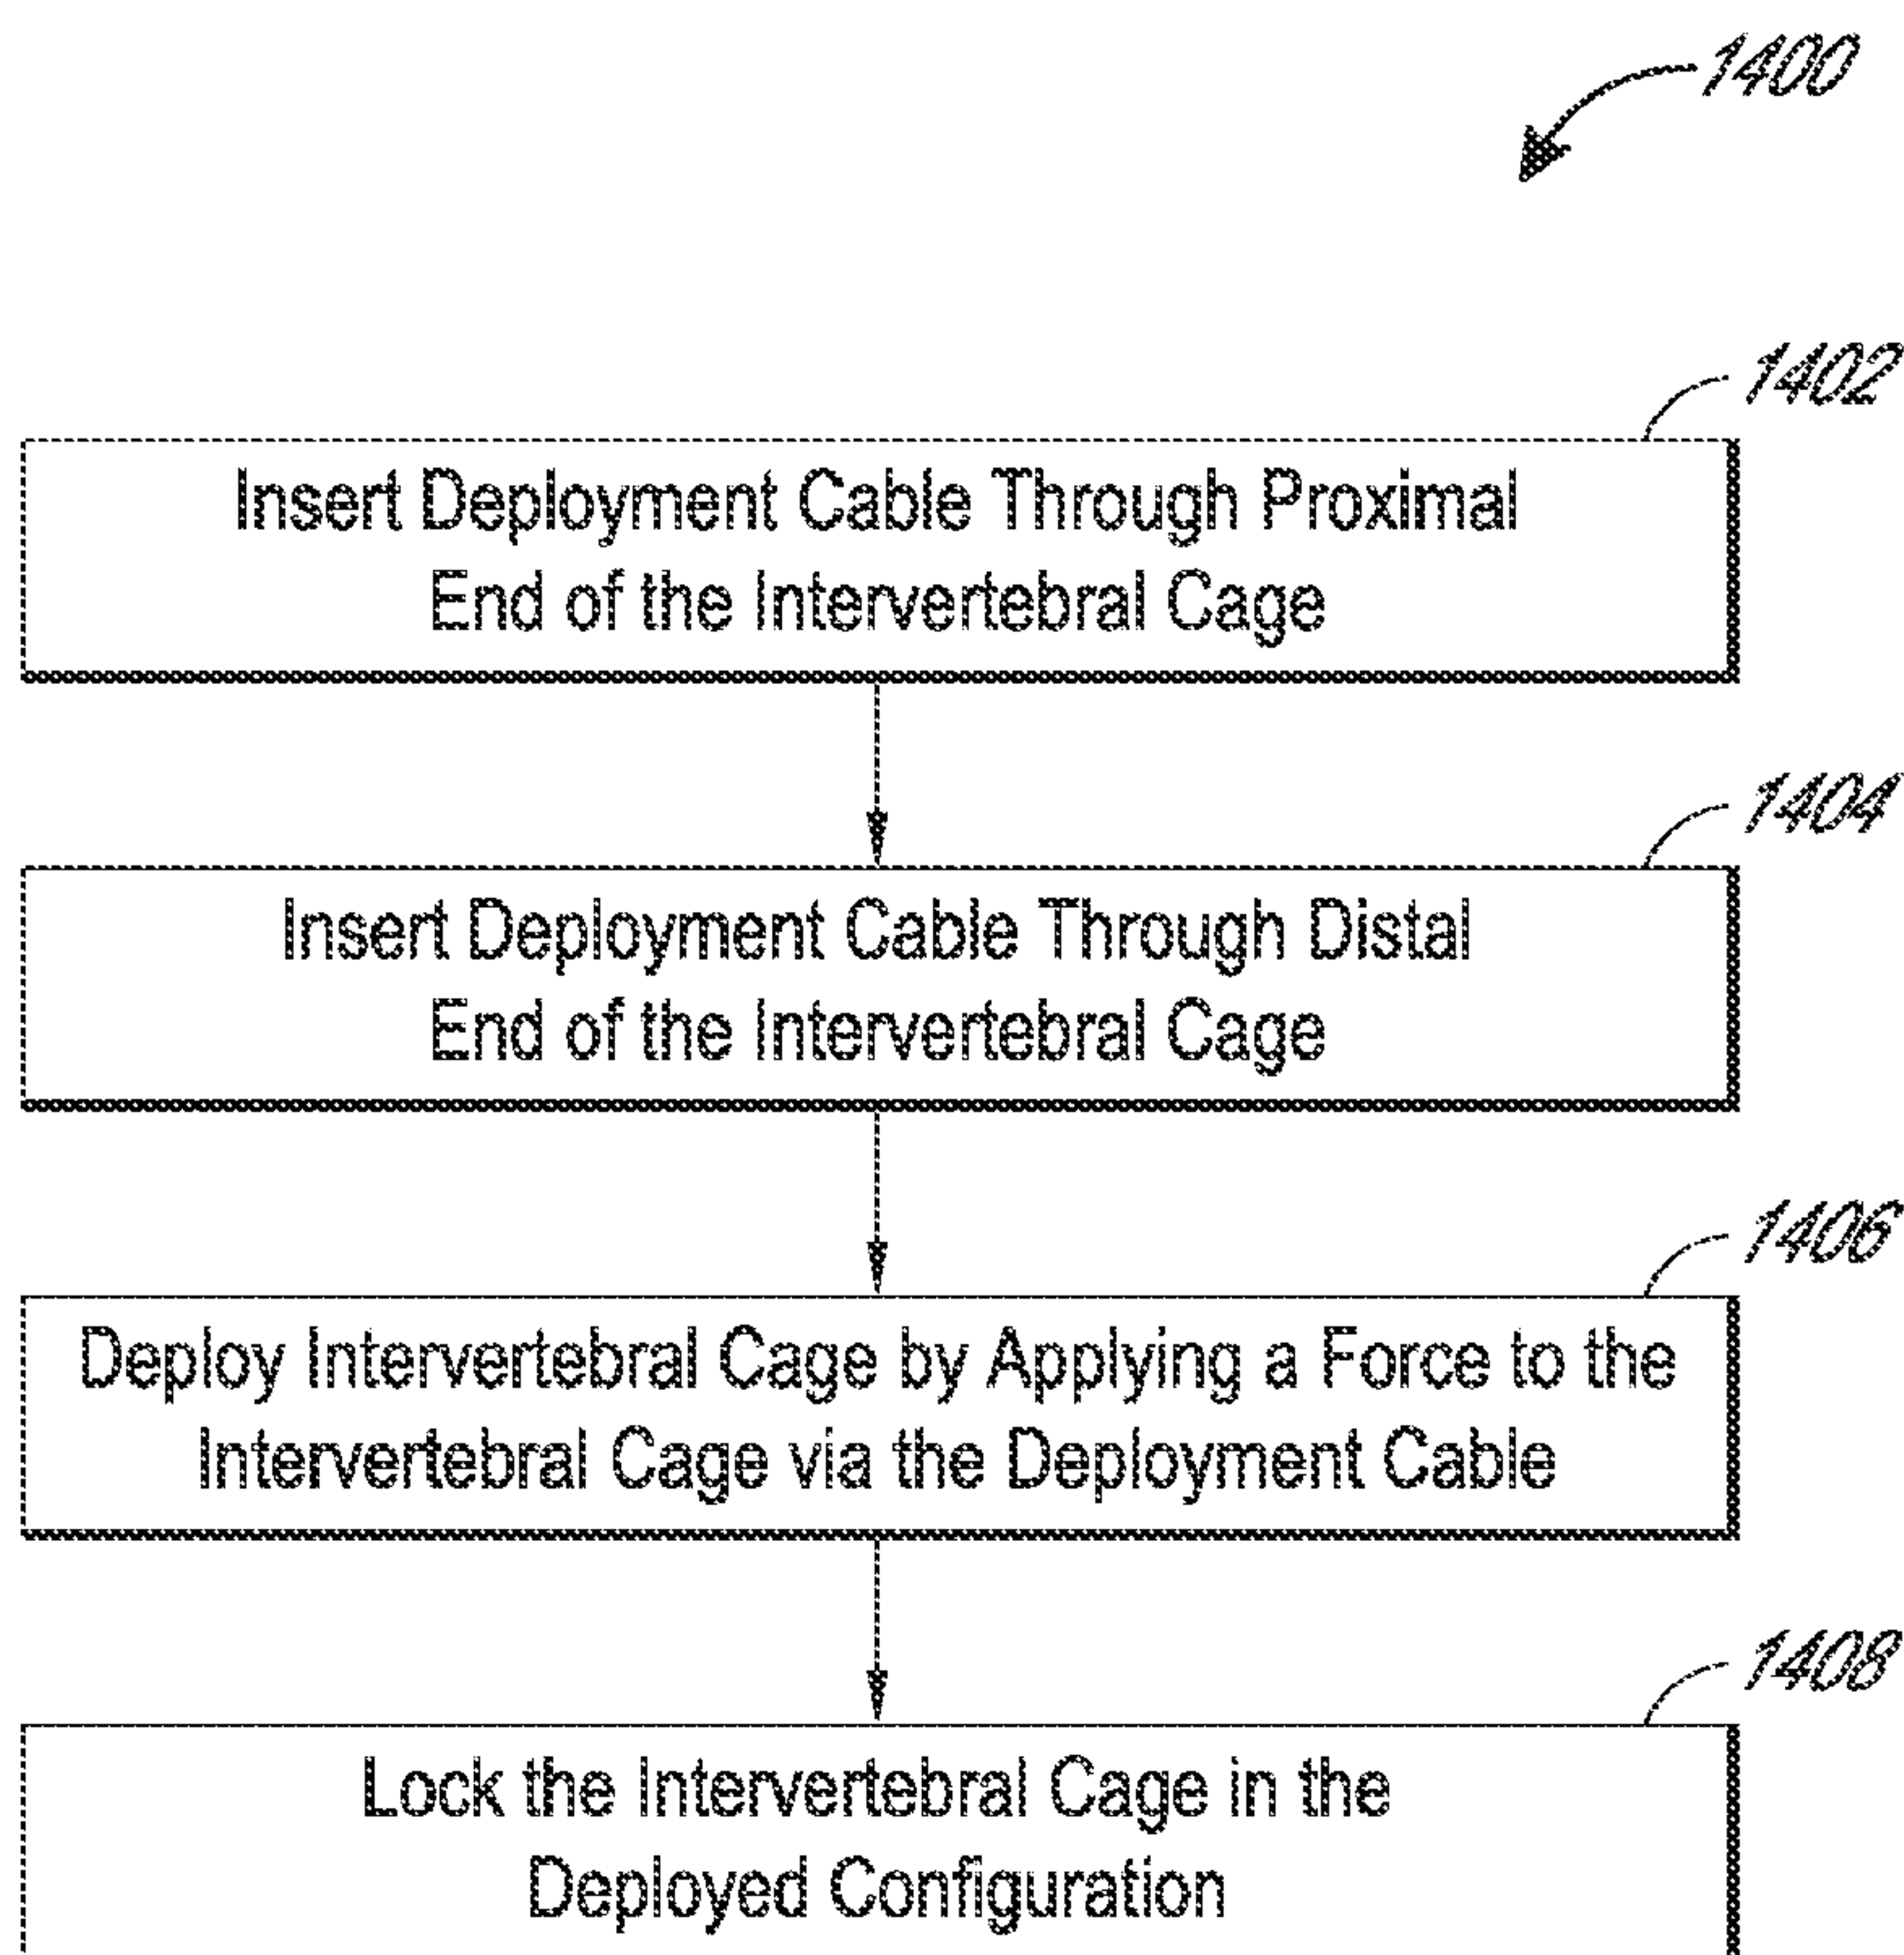 1400
1402
Insert Deployment Cable Through Proximal
End of the Intervertebral Cage
1404
Insert Deployment Cable Through Distal
End of the Intervertebral Cage
1406
Deploy Intervertebral Cage by Applying a Force to the
Intervertebral Cage via the Deployment Cable
1408
Lock the Intervertebral Cage in the
Deployed Configuration